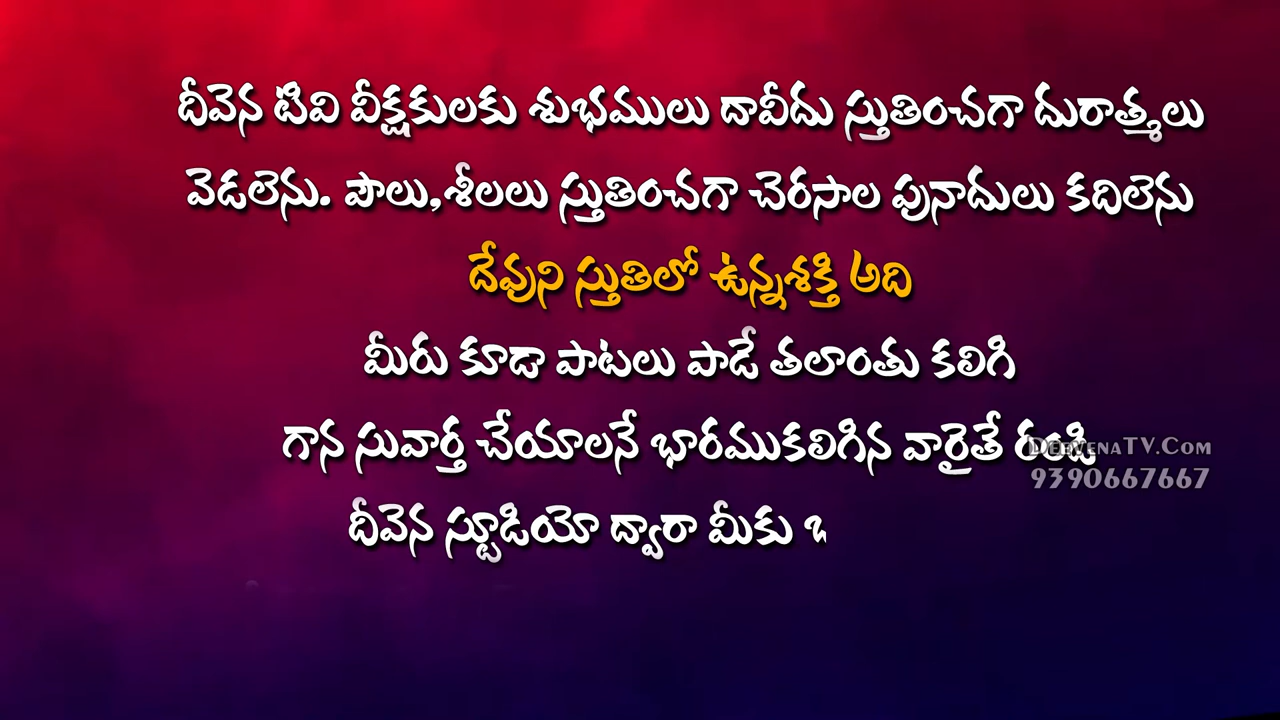 దీవెన టివి వీక్షకులకు శుభములు దావీదు స్తుతించగా దురాత్మలు
వెడలెను. పౌలు,శీలలు స్తుతించగా చెరసాల పునాదులు కదిలెను
దేవుని స్తుతిలో ఉన్నశక్తి అది
మీరు కూడా పాటలు పాడే తలాంతు కలిగి
గాన సువార్త చేయాలనే భారముకలిగిన వారైతే రండి
DeevenaTV.Com
9390667667
దీవెన స్టూడియో ద్వారా మీకు